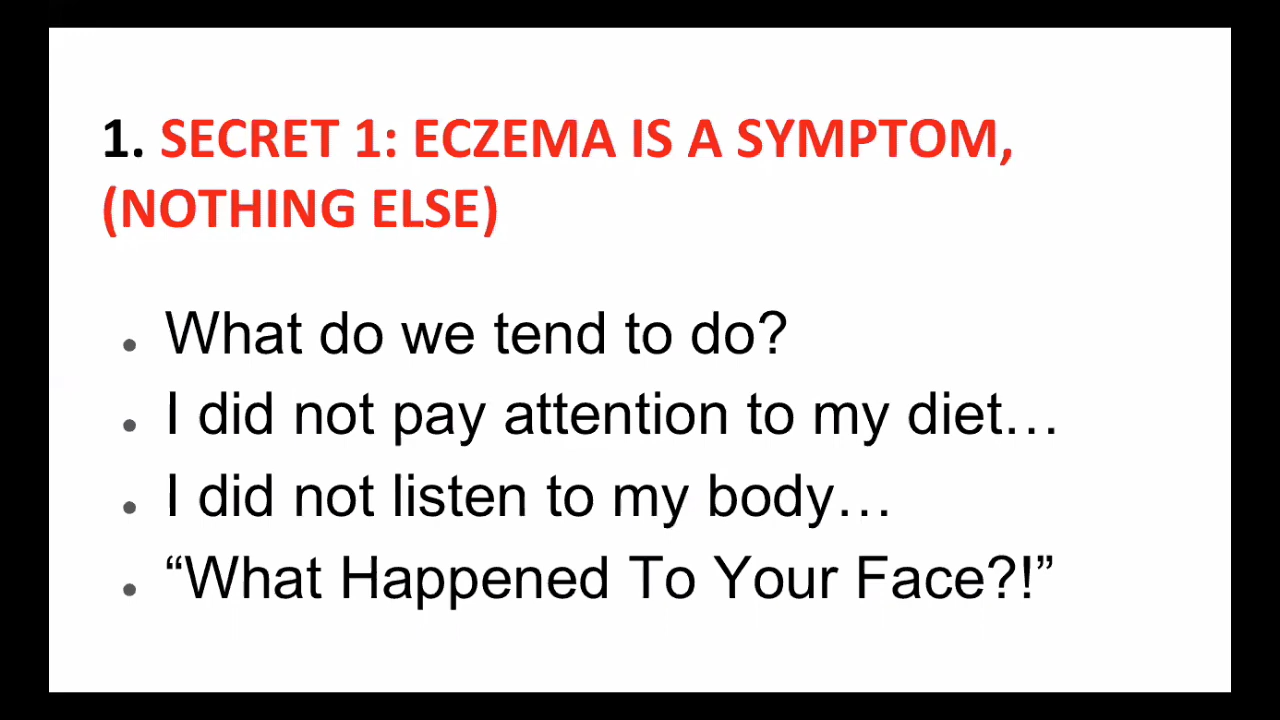 1. SECRET 1: ECZEMA IS A SYMPTOM,
(NOTHING ELSE)
• What do we tend to do?
• I did not pay attention to my diet…
• I did not listen to my body…
• “What Happened To Your Face?!”